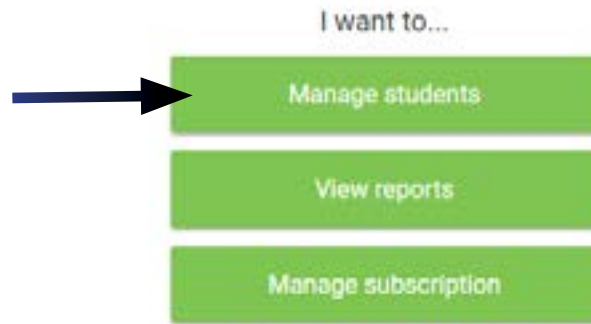 I want to...
Manage students
View reports
Manage subscription